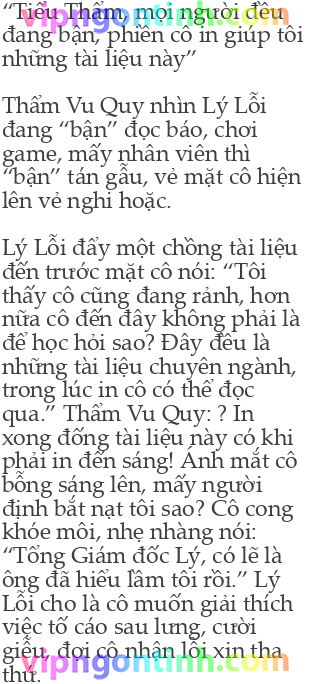 “Tiểu Thẩm, mọi người đều
đang bận, phiền cô in giúp tôi
những tài liệu này”
Thẩm Vu Quy nhìn Lý Lỗi
đang “bận” đọc báo, chơi
game, mấy nhân viên thì
“bận” tán gẫu, vẻ mặt cô hiện
lên vẻ nghi hoặc.
Lý Lỗi đẩy một chồng tài liệu
đến trước mặt cô nói: “Tôi
thấy cô cũng đang rảnh, hơn
nữa cô đến đây không phải là
để học hỏi sao? Đây đều là
những tài liệu chuyên ngành,
trong lúc in cô có thể đọc
qua.” Thẩm Vu Quy: ? In
xong đống tài liệu này có khi
phải in đến sáng! Ánh mắt cô
bỗng sáng lên, mấy người
định bắt nạt tôi sao? Cô cong
khóe môi, nhẹ nhàng nói:
“Tổng Giám đốc Lý, có lẽ là
ông đã hiểu lầm tôi rồi.” Lý
Lỗi cho là cô muốn giải thích
việc tố cáo sau lưng, cười
giễu, đợi cô nhận lỗi xin tha
thứ.
vipngontinh.com
vipngontinh.com